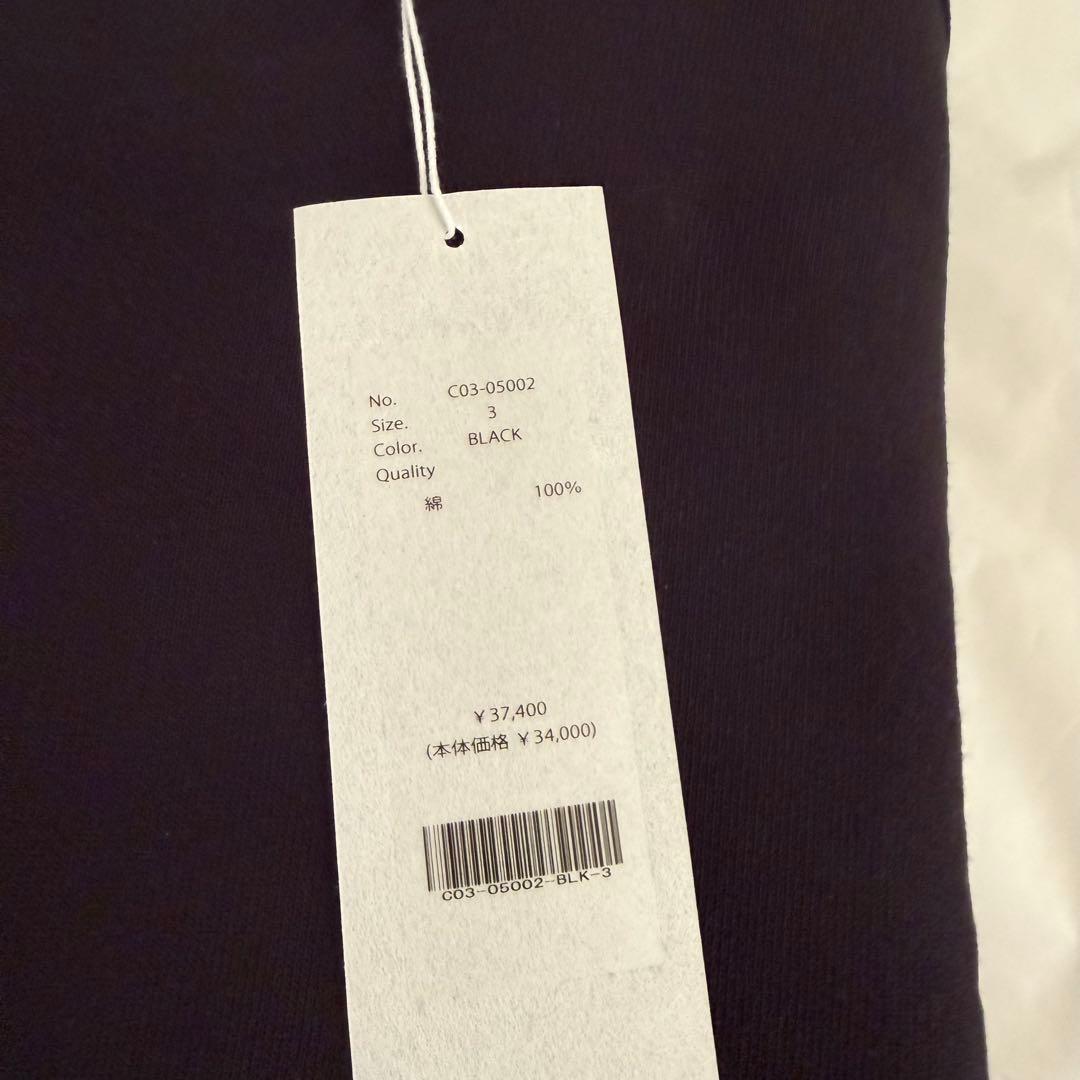 No. C03-05002
Size. 3
Color. BLACK
Quality
綿 100%
¥37,400
(本体価格 ¥34,000)
C03-05002-BLK-3